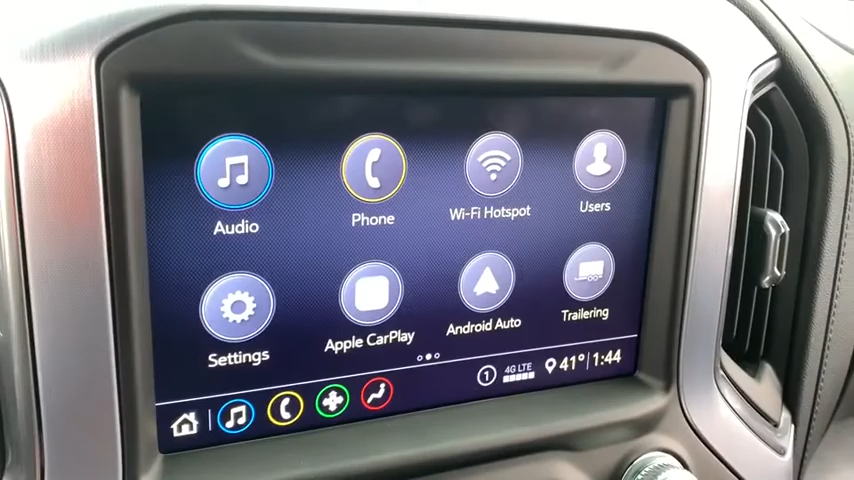 Audio
Phone
Wi-Fi Hotspot
Users
Settings
Apple CarPlay
Android Auto
Trailering
1
4G LTE
41° 1:44